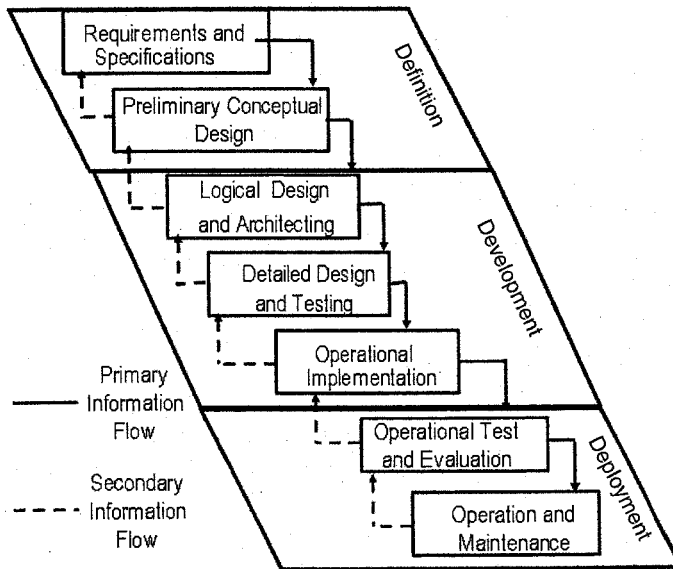 Requirements and
Specifications
Definition
Preliminary Conceptual
Design
Logical Design
and Architecting
Development
Detailed Design
and Testing
Operational
Implementation
Primary
Information
Flow
Operational Test
and Evaluation
Deployment
Secondary
Information
Flow
Operation and
Maintenance